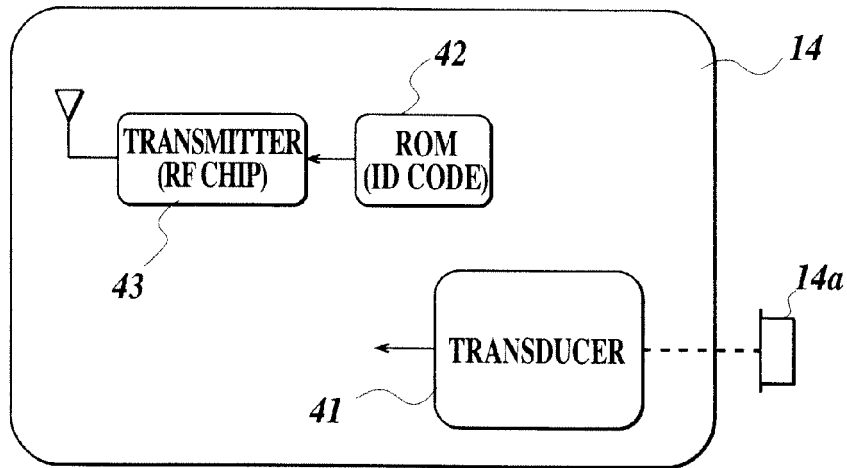 42
14
TRANSMITTER
(RF CHIP)
ROM
(ID CODE)
43
14a
TRANSDUCER
41